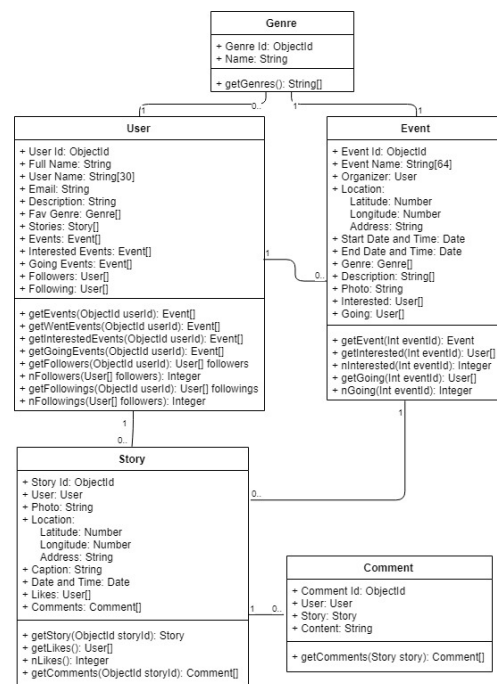 Genre
+ Genre Id: ObjectId
+ Name: String
+ getGenres(): String[]
0..
1
1
1
User
+ User Id: ObjectId
+ Full Name: String
+ User Name: String[30]
+ Email: String
+ Description: String
+ Fav Genre: Genre[]
+ Stories: Story[]
+ Events: Event[]
+ Interested Events: Event[]
+ Going Events: Event[]
+ Followers: User[]
+ Following: User[]
+ getEvents(ObjectId userId): Event[]
+ getWentEvents(ObjectId userId): Event[]
+ getInterestedEvents(ObjectId userId): Event[]
+ getGoingEvents(ObjectId userId): Event[]
+ getFollowers(ObjectId userId): User[] followers
+ nFollowers(User[] followers): Integer
+ getFollowings(ObjectId userId): User[] followings
+ nFollowings(User[] followers): Integer
1
0..
Event
+ Event Id: ObjectId
+ Event Name: String[64]
+ Organizer: User
+ Location:
Latitude: Number
Longitude: Number
Address: String
+ Start Date and Time: Date
+ End Date and Time: Date
+ Genre: Genre[]
+ Description: String[]
+ Photo: String
+ Interested: User[]
+ Going: User[]
+ getEvent(Int eventId): Event
+ getInterested(Int eventId): User[]
+ nInterested(Int eventId): Integer
+ getGoing(Int eventId): User[]
+ nGoing(Int eventId): Integer
1
0..
1
0..
Story
+ Story Id: ObjectId
+ User: User
+ Photo: String
+ Location:
Latitude: Number
Longitude: Number
Address: String
+ Caption: String
+ Date and Time: Date
+ Likes: User[]
+ Comments: Comment[]
+ getStory(ObjectId storyId): Story
+ getLikes(): User[]
+ nLikes(): Integer
+ getComments(ObjectId storyId): Comment[]
1
0..
Comment
+ Comment Id: ObjectId
+ User: User
+ Story: Story
+ Content: String
+ getComments(Story story): Comment[]